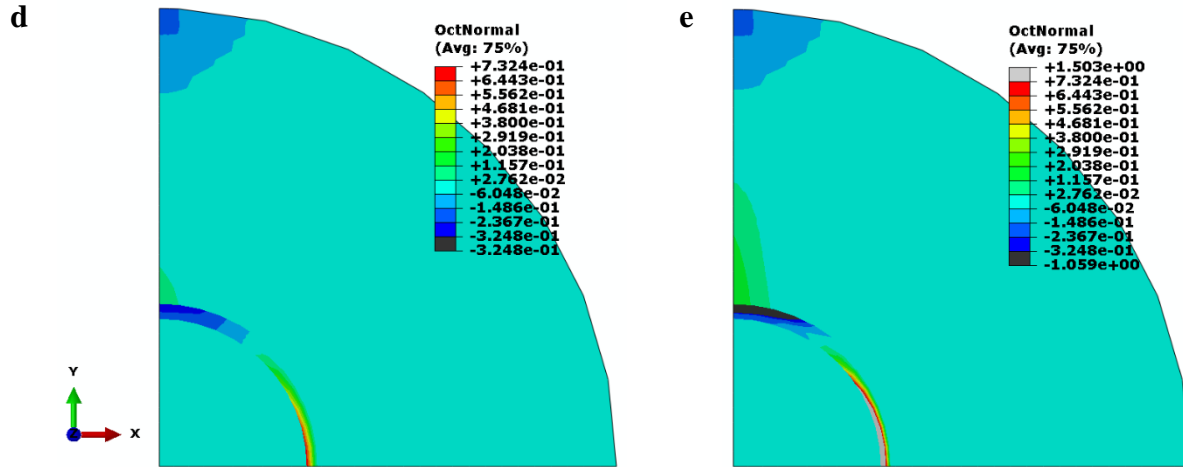 d
OctNormal
(Avg: 75%)
+7.324e-01
+6.443e-01
+5.562e-01
+4.681e-01
+3.800e-01
+2.919e-01
+2.038e-01
+1.157e-01
+2.762e-02
-6.048e-02
-1.486e-01
-2.367e-01
-3.248e-01
-3.248e-01
Y
Z
X
e
OctNormal
(Avg: 75%)
+1.503e+00
+7.324e-01
+6.443e-01
+5.562e-01
+4.681e-01
+3.800e-01
+2.919e-01
+2.038e-01
+1.157e-01
+2.762e-02
-6.048e-02
-1.486e-01
-2.367e-01
-3.248e-01
-1.059e+00